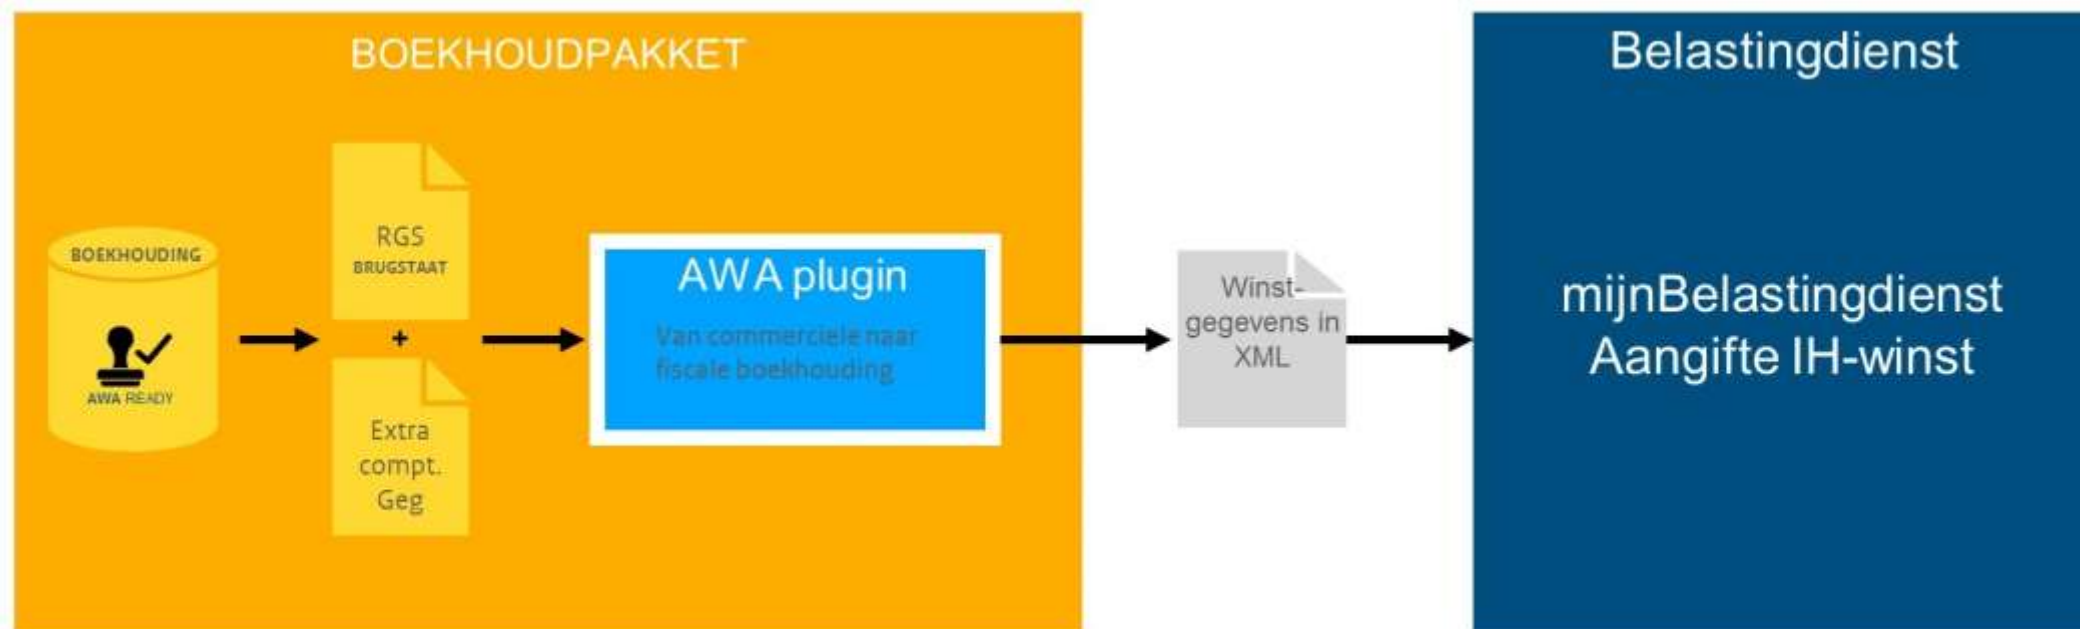 BOEKHOUDPAKKET
BOEKHOUDING
AWA READY
RGS
BRUGSTAAT
+
Extra
compt.
Geg
AWA plugin
Van commerciele naar
fiscale boekhouding
Winst-
gegevens in
XML
Belastingdienst
mijnBelastingdienst
Aangifte IH-winst